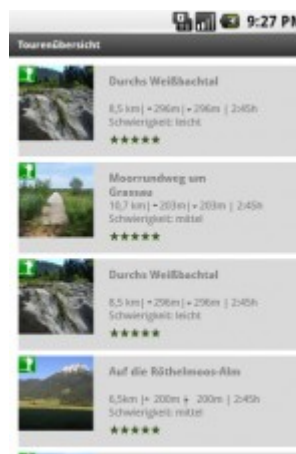 9:27 PM
Tourenübersicht
Durchs Weißbachtal
8,5 km | 296m | 296m | 2:45h
Schwierigkeit: leicht
★★★★★
Moorrundweg um
Grassau
10,7 km | 203m | 203m | 2:45h
Schwierigkeit: mittel
★★★★★
Durchs Weißbachtal
8,5 km | 296m | 296m | 2:45h
Schwierigkeit: leicht
★★★★★
Auf die Röthelmoos-Alm
6,5km | 200m 200m | 2:45h
Schwierigkeit: mittel
★★★★★